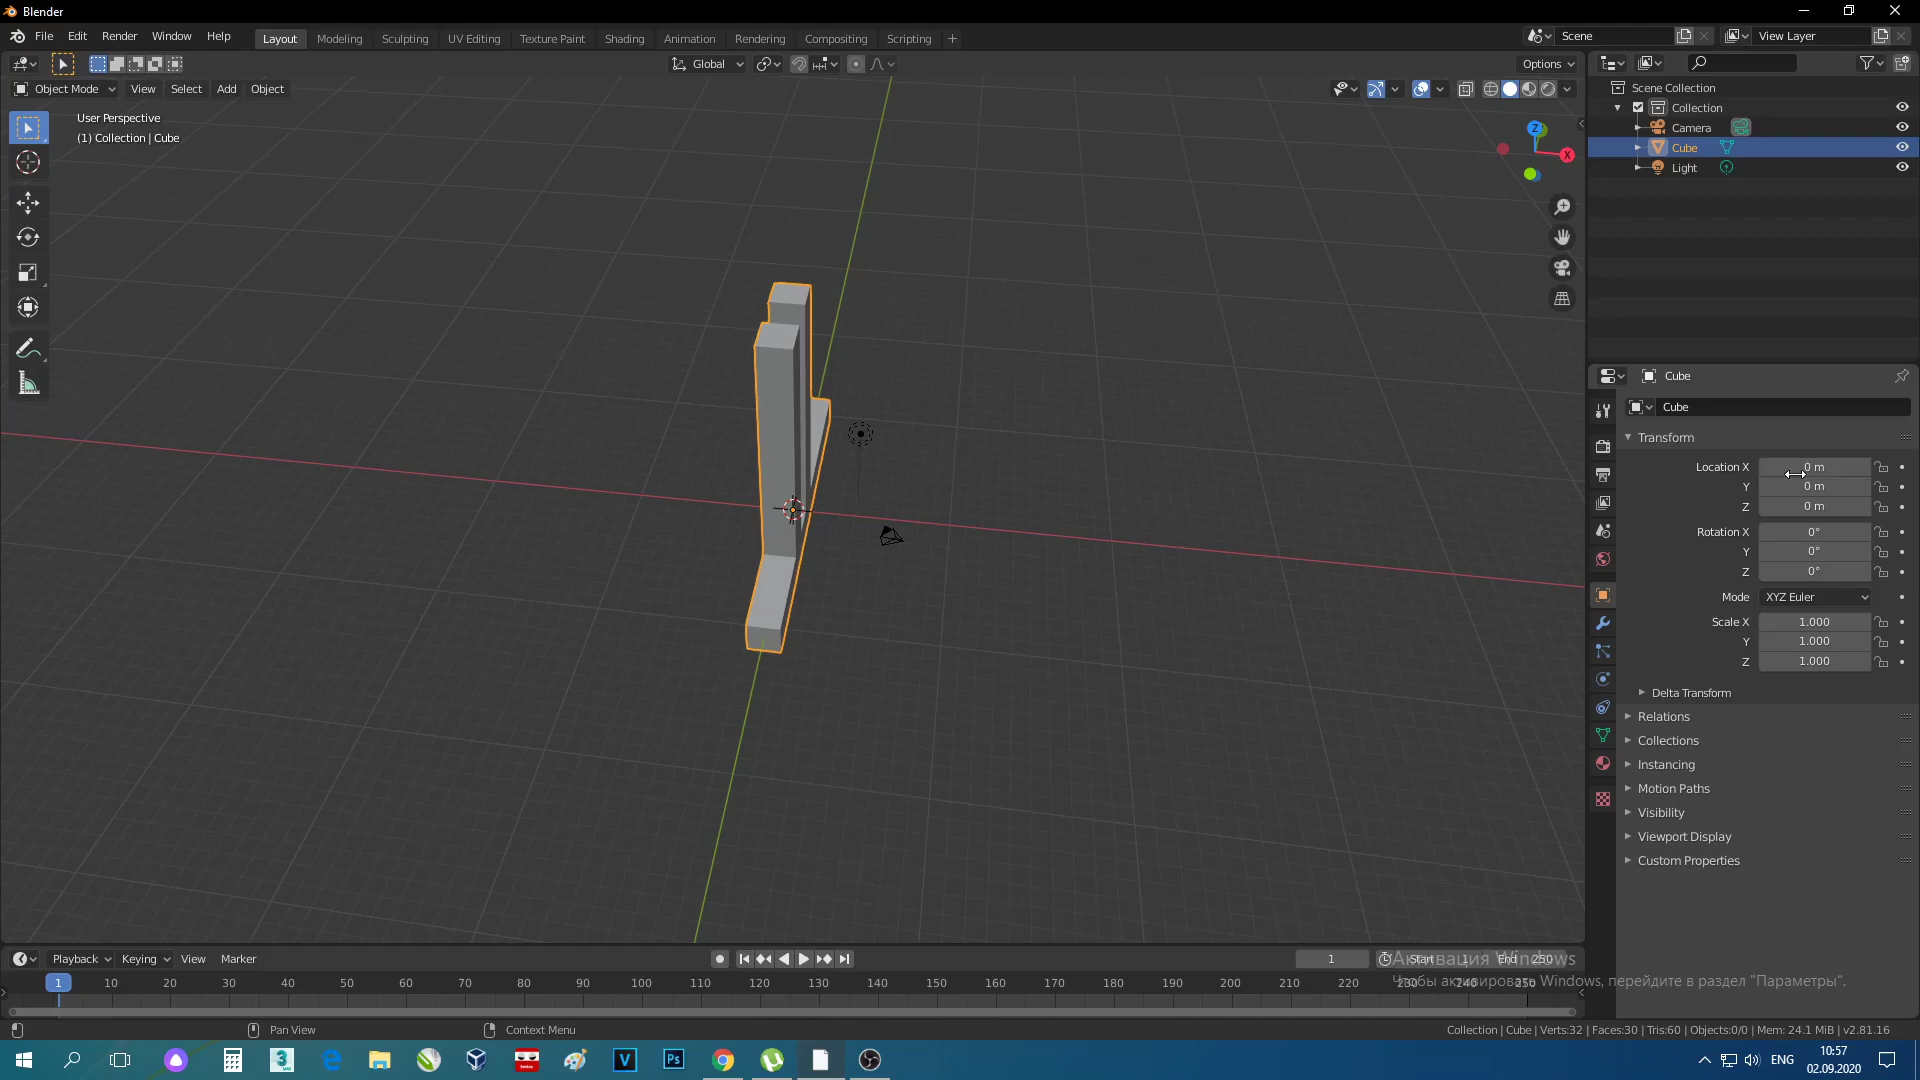 Blender
File Edit Render Window Help
Layout Modeling Sculpting UV Editing Texture Paint Shading Animation Rendering Compositing Scripting +
Scene
View Layer
Global
Options
Object Mode View Select Add Object
User Perspective
(1) Collection | Cube
Z
X
Scene Collection
Collection
Camera
Cube
Light
Cube
Cube
Transform
Location X 0 m
Y 0 m
Z 0 m
Rotation X 0°
Y 0°
Z 0°
Mode XYZ Euler
Scale X 1.000
Y 1.000
Z 1.000
Delta Transform
Relations
Collections
Instancing
Motion Paths
Visibility
Viewport Display
Custom Properties
Playback Keying View Marker
1 Start 1 End 250
Активация Windows
Чтобы активировать Windows, перейдите в раздел "Параметры".
1 10 20 30 40 50 60 70 80 90 100 110 120 130 140 150 160 170 180 190 200 210 220 230 240 250
Pan View Context Menu
Collection | Cube | Verts:32 | Faces:30 | Tris:60 | Objects:0/0 | Mem: 24.1 MiB | v2.81.16
3
V
Ps
ENG
10:57
02.09.2020